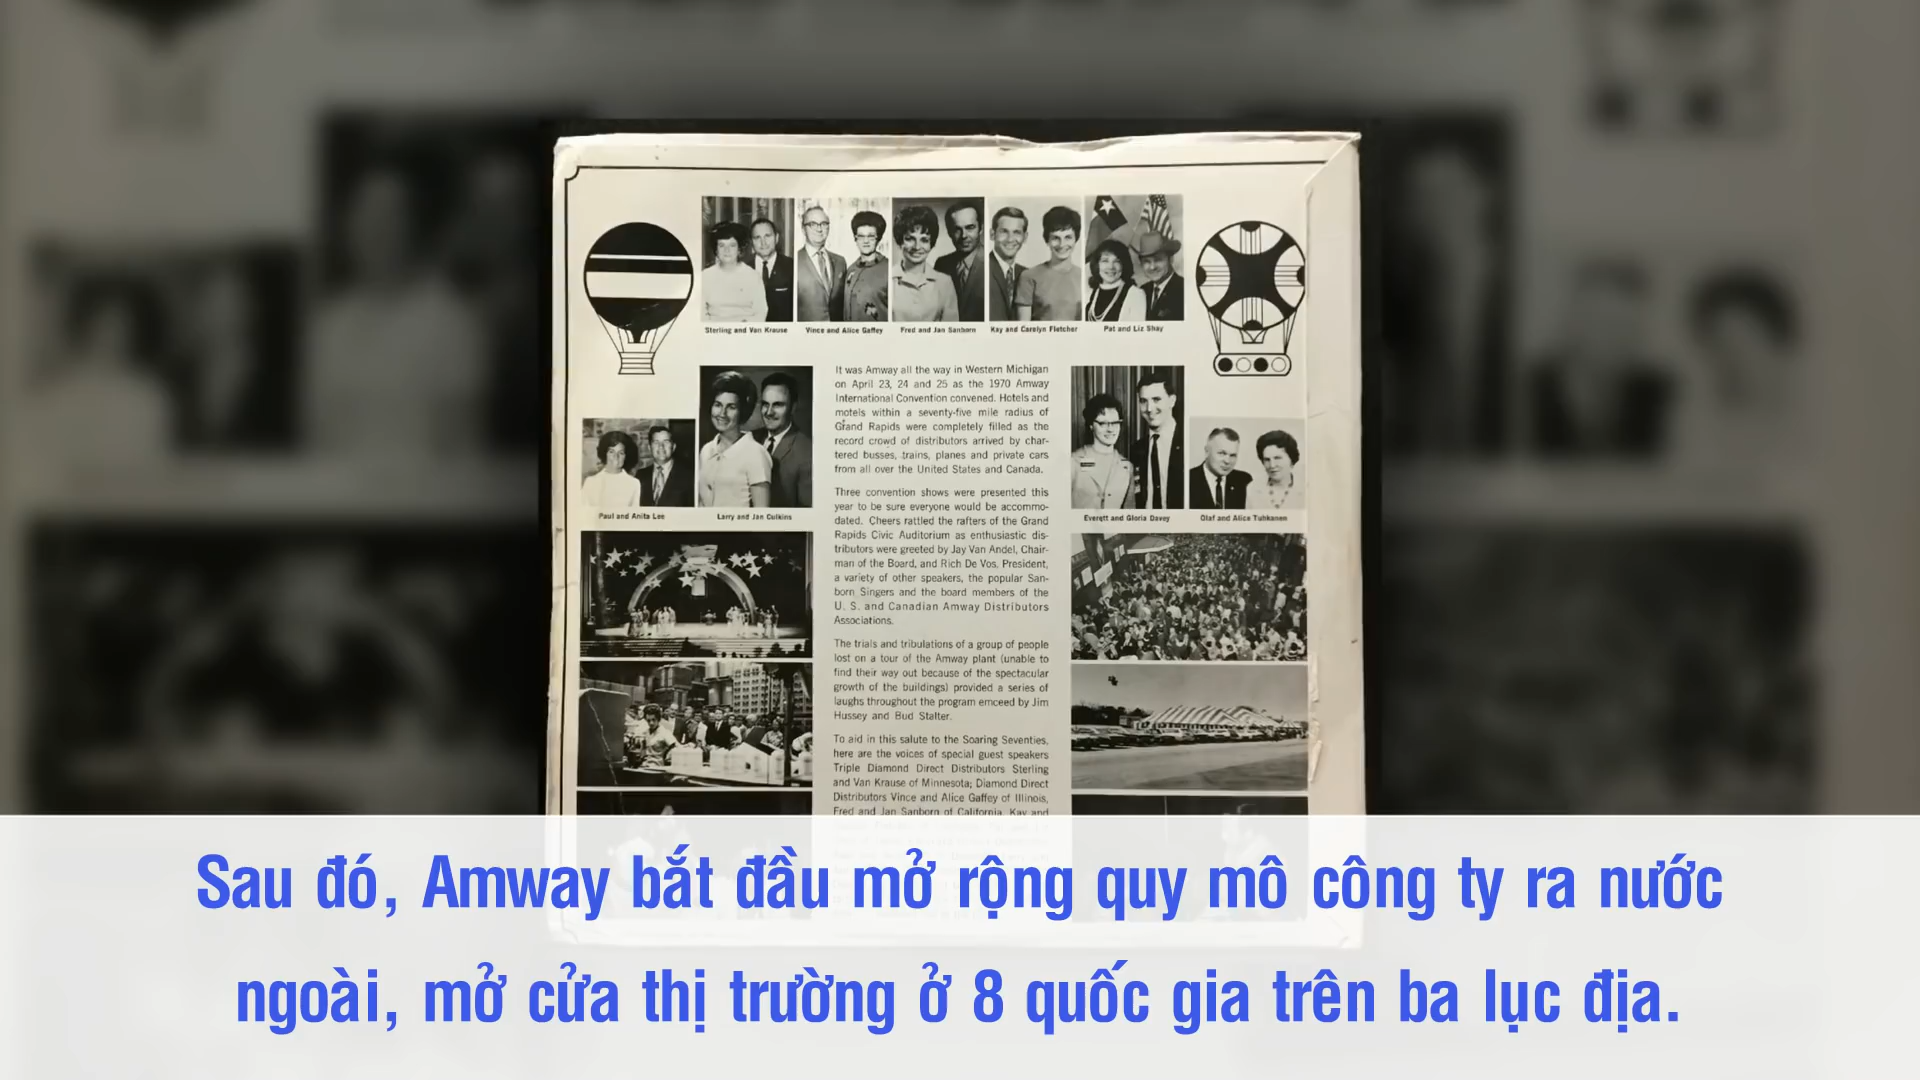 Sterling and Van Krause
Vince and Alice Gaffey
Fred and Jan Sanborn
Kay and Carolyn Fletcher
Pat and Liz Shay
It was Amway all the way in Western Michigan
on April 23, 24 and 25 as the 1970 Amway
International Convention convened. Hotels and
motels within a seventy-five mile radius of
Grand Rapids were completely filled as the
record crowd of distributors arrived by char-
tered busses, trains, planes and private cars
from all over the United States and Canada.
Three convention shows were presented this
year to be sure everyone would be accommo-
dated. Cheers rattled the rafters of the Grand
Rapids Civic Auditorium as enthusiastic dis-
tributors were greeted by Jay Van Andel, Chair-
man of the Board, and Rich De Vos, President,
a variety of other speakers, the popular San-
born Singers and the board members of the
U. S. and Canadian Amway Distributors
Associations.
The trials and tribulations of a group of people
lost on a tour of the Amway plant (unable to
find their way out because of the spectacular
growth of the buildings) provided a series of
laughs throughout the program emceed by Jim
Hussey and Bud Stalter.
To aid in this salute to the Soaring Seventies,
here are the voices of special guest speakers
Triple Diamond Direct Distributors Sterling
and Van Krause of Minnesota; Diamond Direct
Distributors Vince and Alice Gaffey of Illinois,
Fred and Jan Sanborn of California, Kay and
Paul and Anita Lee
Larry and Jan Culkins
Everett and Gloria Davey
Olaf and Alice Tuhkanen
Sau đó, Amway bắt đầu mở rộng quy mô công ty ra nước
ngoài, mở cửa thị trường ở 8 quốc gia trên ba lục địa.